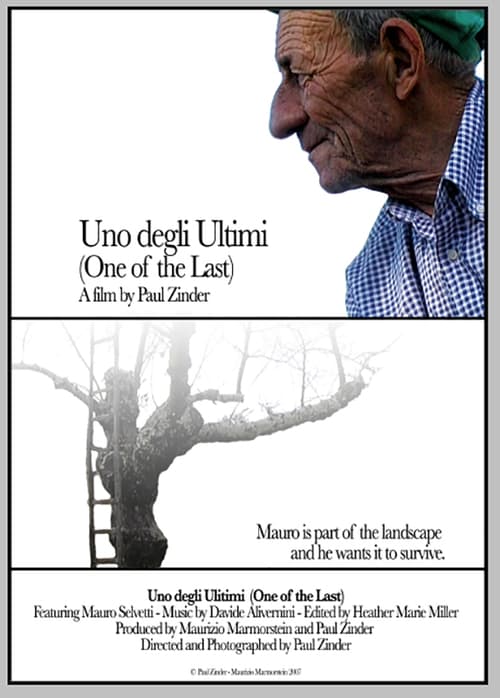 Uno degli Ultimi
(One of the Last)
A film by Paul Zinder
Mauro is part of the landscape
and he wants it to survive.
Uno degli Ulitimi (One of the Last)
Featuring Mauro Selvetti - Music by Davide Alivernini - Edited by Heather Marie Miller
Produced by Maurizio Marmorstein and Paul Zinder
Directed and Photographed by Paul Zinder
© Paul Zinder - Maurizio Marmorstein 2007